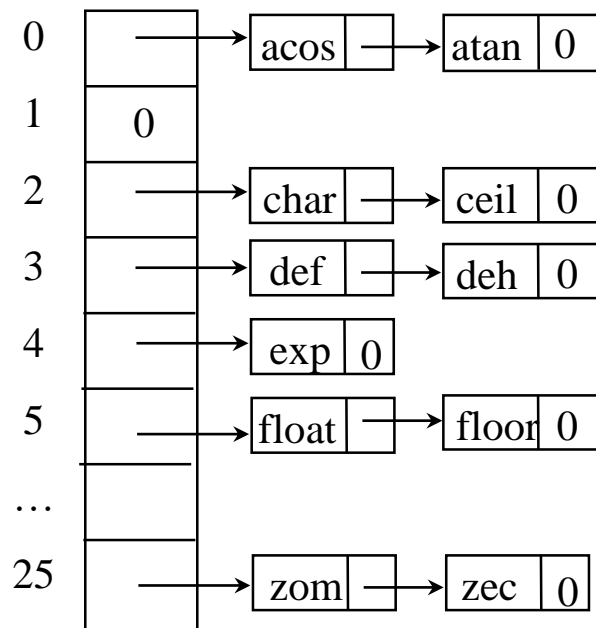 0 acos atan 0
1 0
2 char ceil 0
3 def deh 0
4 exp 0
5 float floor 0
…
25 zom zec 0